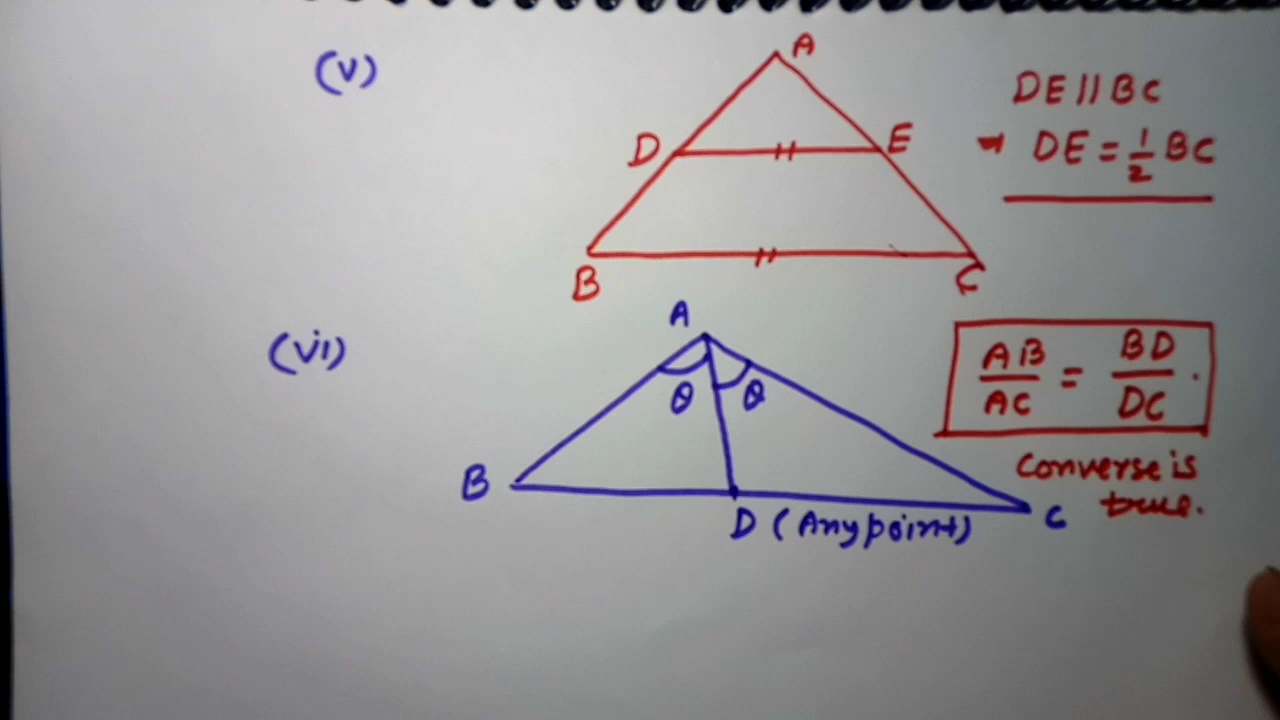 (v)
A
DE || BC
D
E
→ DE = 1/2 BC
B
C
(vi)
A
AB/AC = BD/DC .
θ
θ
Converse is
true.
B
D (Any point)
C